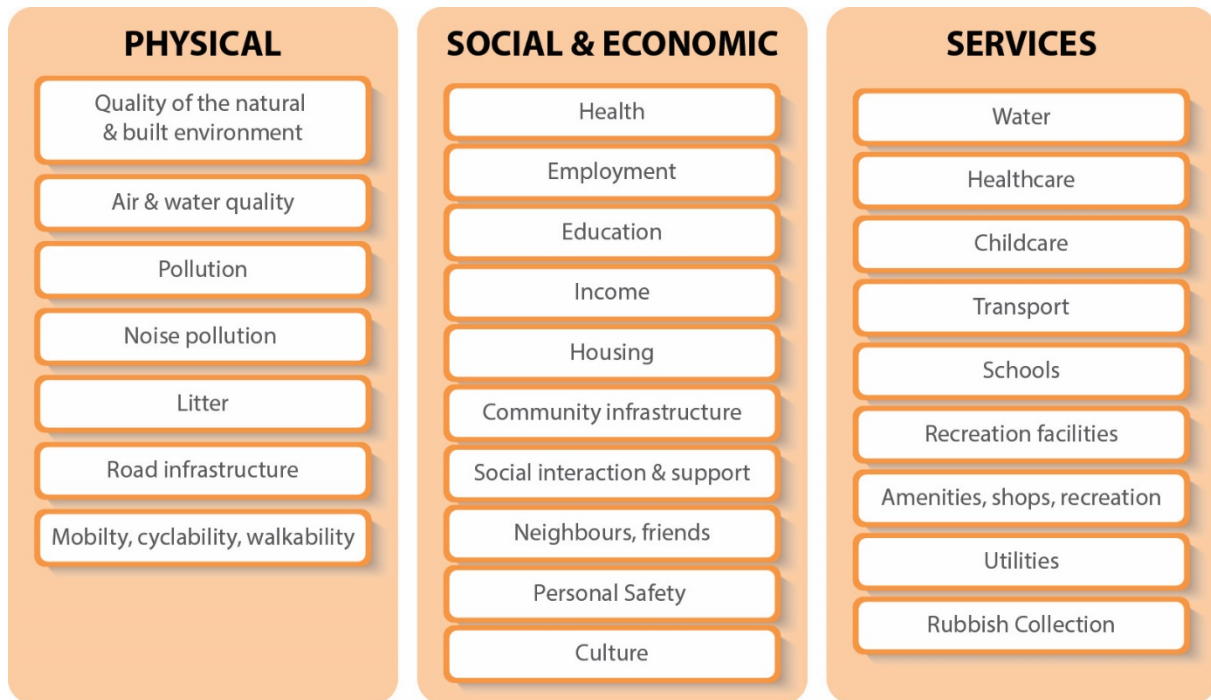 PHYSICAL
Quality of the natural
& built environment
Air & water quality
Pollution
Noise pollution
Litter
Road infrastructure
Mobilty, cyclability, walkability
SOCIAL & ECONOMIC
Health
Employment
Education
Income
Housing
Community infrastructure
Social interaction & support
Neighbours, friends
Personal Safety
Culture
SERVICES
Water
Healthcare
Childcare
Transport
Schools
Recreation facilities
Amenities, shops, recreation
Utilities
Rubbish Collection